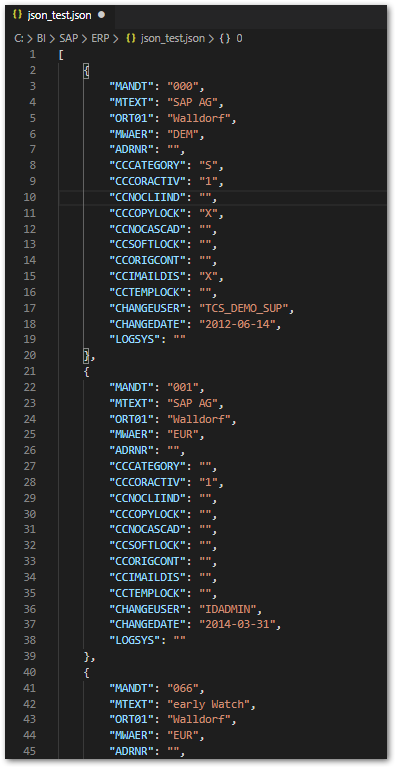 {} json_test.json ●
C: > BI > SAP > ERP > {} json_test.json > {} 0
1 [
2 {
3 "MANDT": "000",
4 "MTEXT": "SAP AG",
5 "ORT01": "Walldorf",
6 "MWAER": "DEM",
7 "ADRNR": "",
8 "CCCATEGORY": "S",
9 "CCCORACTIV": "1",
10 "CCNOCLIIND": "",
11 "CCCOPYLOCK": "X",
12 "CCNOCASCAD": "",
13 "CCSOFTLOCK": "",
14 "CCORIGCONT": "",
15 "CCIMAILDIS": "X",
16 "CCTEMPLOCK": "",
17 "CHANGEUSER": "TCS_DEMO_SUP",
18 "CHANGEDATE": "2012-06-14",
19 "LOGSYS": ""
20 },
21 {
22 "MANDT": "001",
23 "MTEXT": "SAP AG",
24 "ORT01": "Walldorf",
25 "MWAER": "EUR",
26 "ADRNR": "",
27 "CCCATEGORY": "",
28 "CCCORACTIV": "1",
29 "CCNOCLIIND": "",
30 "CCCOPYLOCK": "",
31 "CCNOCASCAD": "",
32 "CCSOFTLOCK": "",
33 "CCORIGCONT": "",
34 "CCIMAILDIS": "",
35 "CCTEMPLOCK": "",
36 "CHANGEUSER": "IDADMIN",
37 "CHANGEDATE": "2014-03-31",
38 "LOGSYS": ""
39 },
40 {
41 "MANDT": "066",
42 "MTEXT": "early Watch",
43 "ORT01": "Walldorf",
44 "MWAER": "EUR",
45 "ADRNR": "",